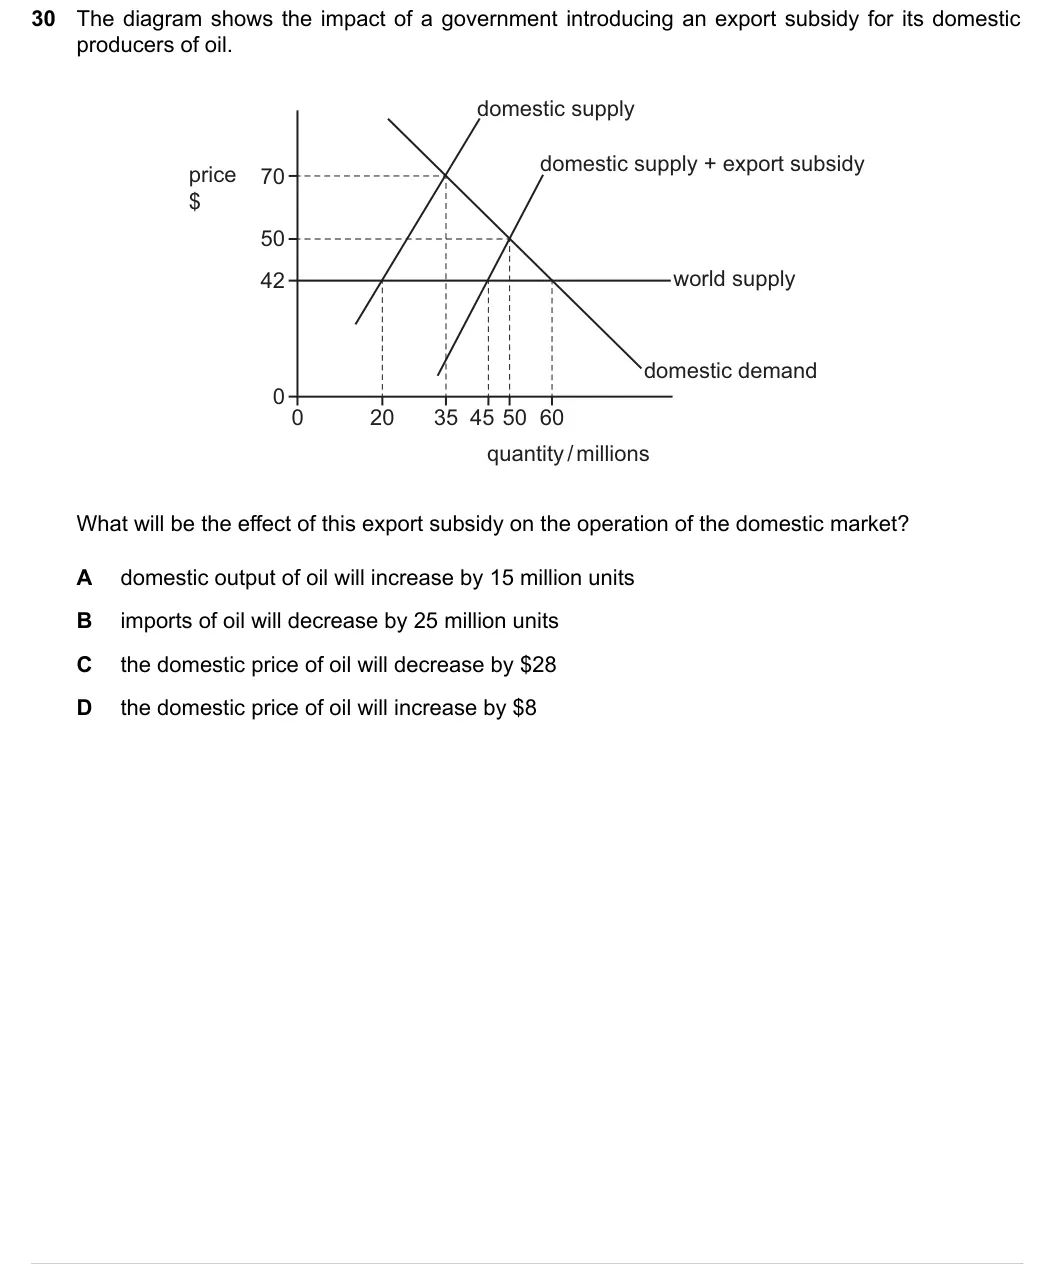 30 The diagram shows the impact of a government introducing an export subsidy for its domestic
producers of oil.
domestic supply
domestic supply + export subsidy
price
$
70
50
42
world supply
domestic demand
0
0 20 35 45 50 60
quantity / millions
What will be the effect of this export subsidy on the operation of the domestic market?
A domestic output of oil will increase by 15 million units
B imports of oil will decrease by 25 million units
C the domestic price of oil will decrease by $28
D the domestic price of oil will increase by $8